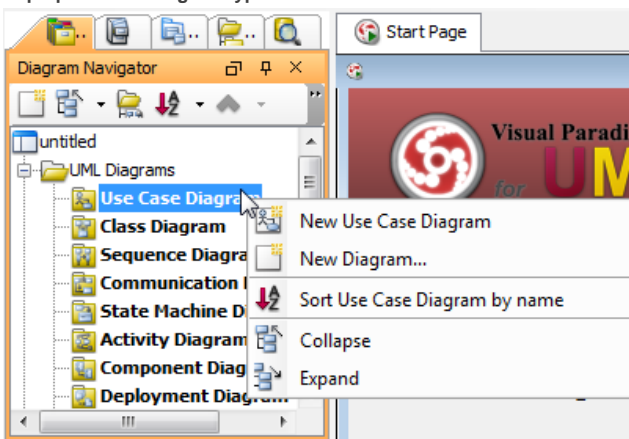 Start Page
Diagram Navigator
untitled
UML Diagrams
Use Case Diagram
Class Diagram
Sequence Diagra
Communication
State Machine D
Activity Diagram
Component Diag
Deployment Diagram
Visual Paradi
for UM
New Use Case Diagram
New Diagram...
Sort Use Case Diagram by name
Collapse
Expand